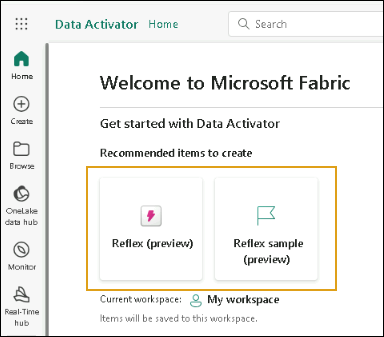 Data Activator Home
Search
Home
Create
Browse
OneLake
data hub
Monitor
Real-Time
hub
Welcome to Microsoft Fabric
Get started with Data Activator
Recommended items to create
Reflex (preview)
Reflex sample
(preview)
Current workspace: My workspace
Items will be saved to this workspace.